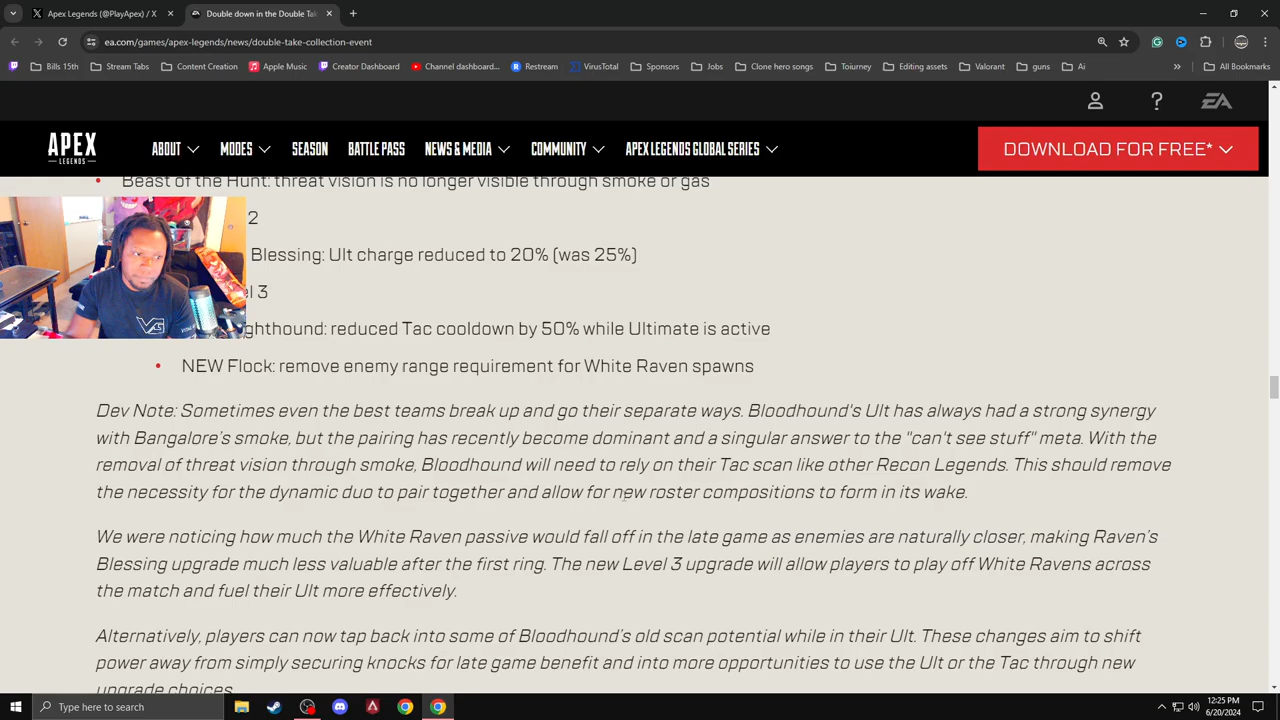 Apex Legends (@PlayApex) / X
Double down in the Double Tak
ea.com/games/apex-legends/news/double-take-collection-event
Bills 15th
Stream Tabs
Content Creation
Apple Music
Creator Dashboard
Channel dashboard...
Restream
VirusTotal
Sponsors
Jobs
Clone hero songs
Toiurney
Editing assets
Valorant
guns
Ai
»
All Bookmarks
EA
APEX
LEGENDS
ABOUT
MODES
SEASON
BATTLE PASS
NEWS & MEDIA
COMMUNITY
APEX LEGENDS GLOBAL SERIES
DOWNLOAD FOR FREE*
• Beast of the Hunt: threat vision is no longer visible through smoke or gas
2
Blessing: Ult charge reduced to 20% (was 25%)
3
reduced Tac cooldown by 50% while Ultimate is active
• NEW Flock: remove enemy range requirement for White Raven spawns
Dev Note: Sometimes even the best teams break up and go their separate ways. Bloodhound's Ult has always had a strong synergy
with Bangalore's smoke, but the pairing has recently become dominant and a singular answer to the "can't see stuff" meta. With the
removal of threat vision through smoke, Bloodhound will need to rely on their Tac scan like other Recon Legends. This should remove
the necessity for the dynamic duo to pair together and allow for new roster compositions to form in its wake.
We were noticing how much the White Raven passive would fall off in the late game as enemies are naturally closer, making Raven's
Blessing upgrade much less valuable after the first ring. The new Level 3 upgrade will allow players to play off White Ravens across
the match and fuel their Ult more effectively.
Alternatively, players can now tap back into some of Bloodhound's old scan potential while in their Ult. These changes aim to shift
power away from simply securing knocks for late game benefit and into more opportunities to use the Ult or the Tac through new
upgrade choices.
Type here to search
12:25 PM
6/20/2024